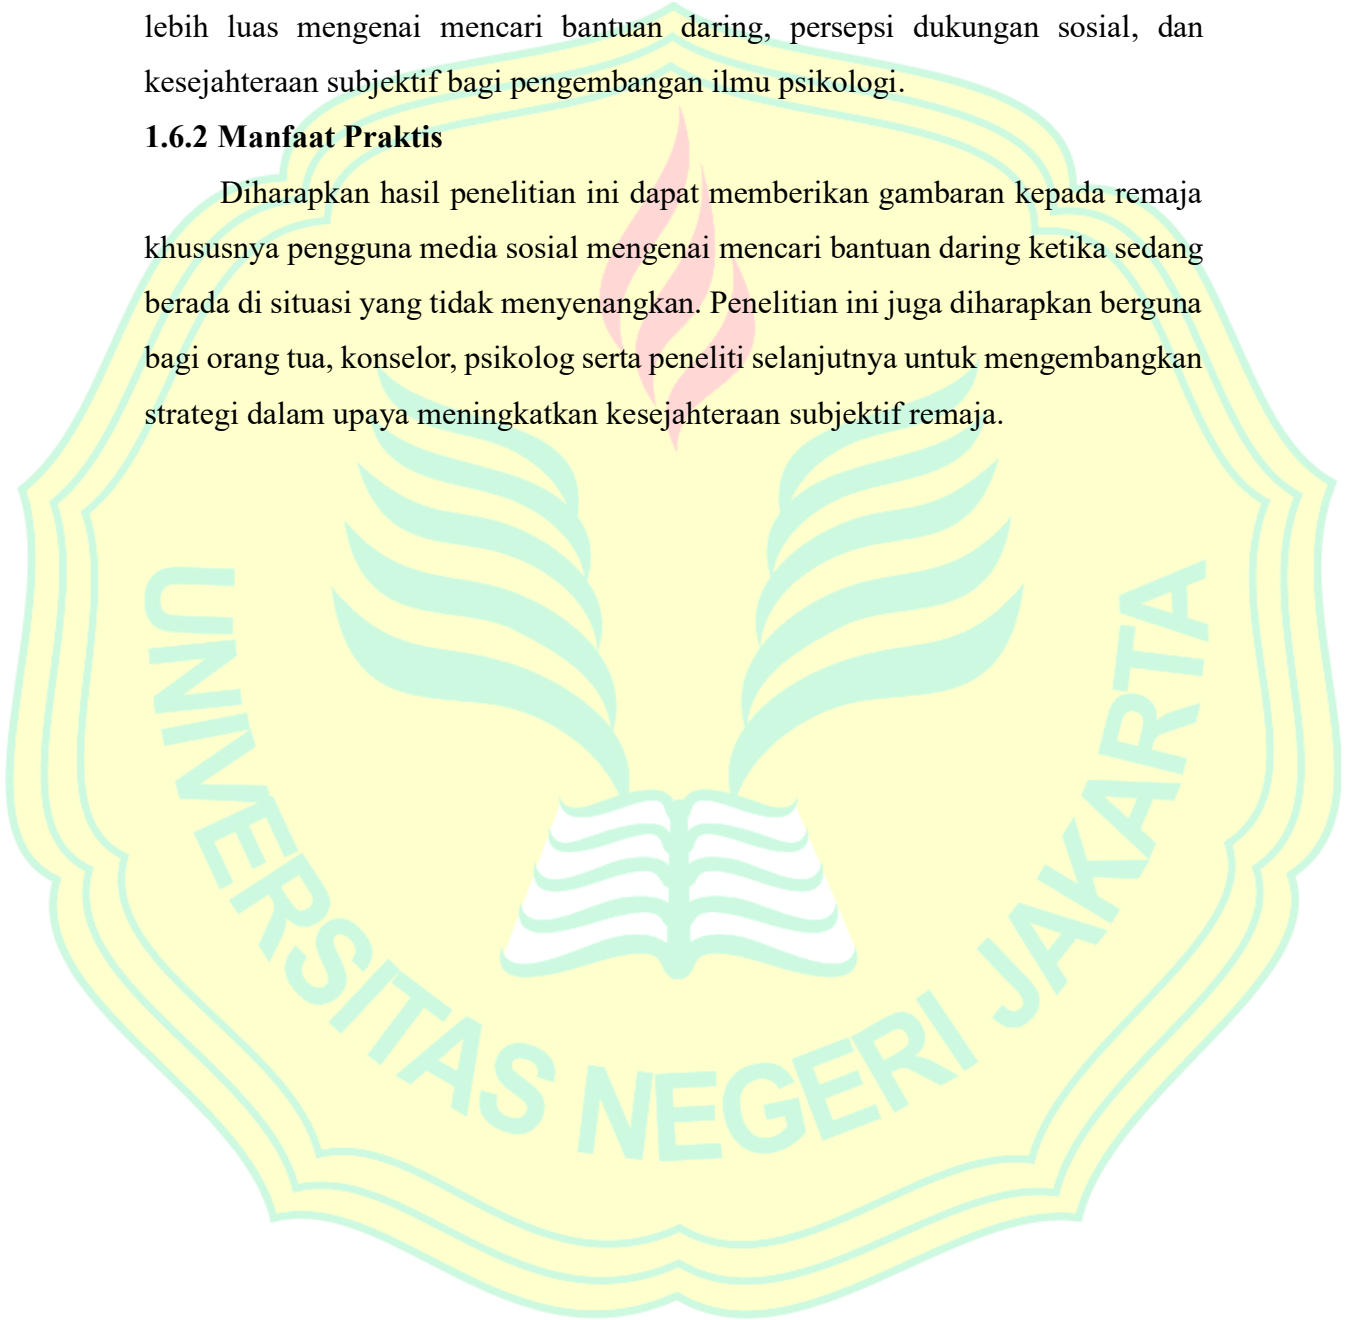 lebih luas mengenai mencari bantuan daring, persepsi dukungan sosial, dan
kesejahteraan subjektif bagi pengembangan ilmu psikologi.
1.6.2 Manfaat Praktis
Diharapkan hasil penelitian ini dapat memberikan gambaran kepada remaja
khususnya pengguna media sosial mengenai mencari bantuan daring ketika sedang
berada di situasi yang tidak menyenangkan. Penelitian ini juga diharapkan berguna
bagi orang tua, konselor, psikolog serta peneliti selanjutnya untuk mengembangkan
strategi dalam upaya meningkatkan kesejahteraan subjektif remaja.
UNIVERSITAS NEGERI JAKARTA